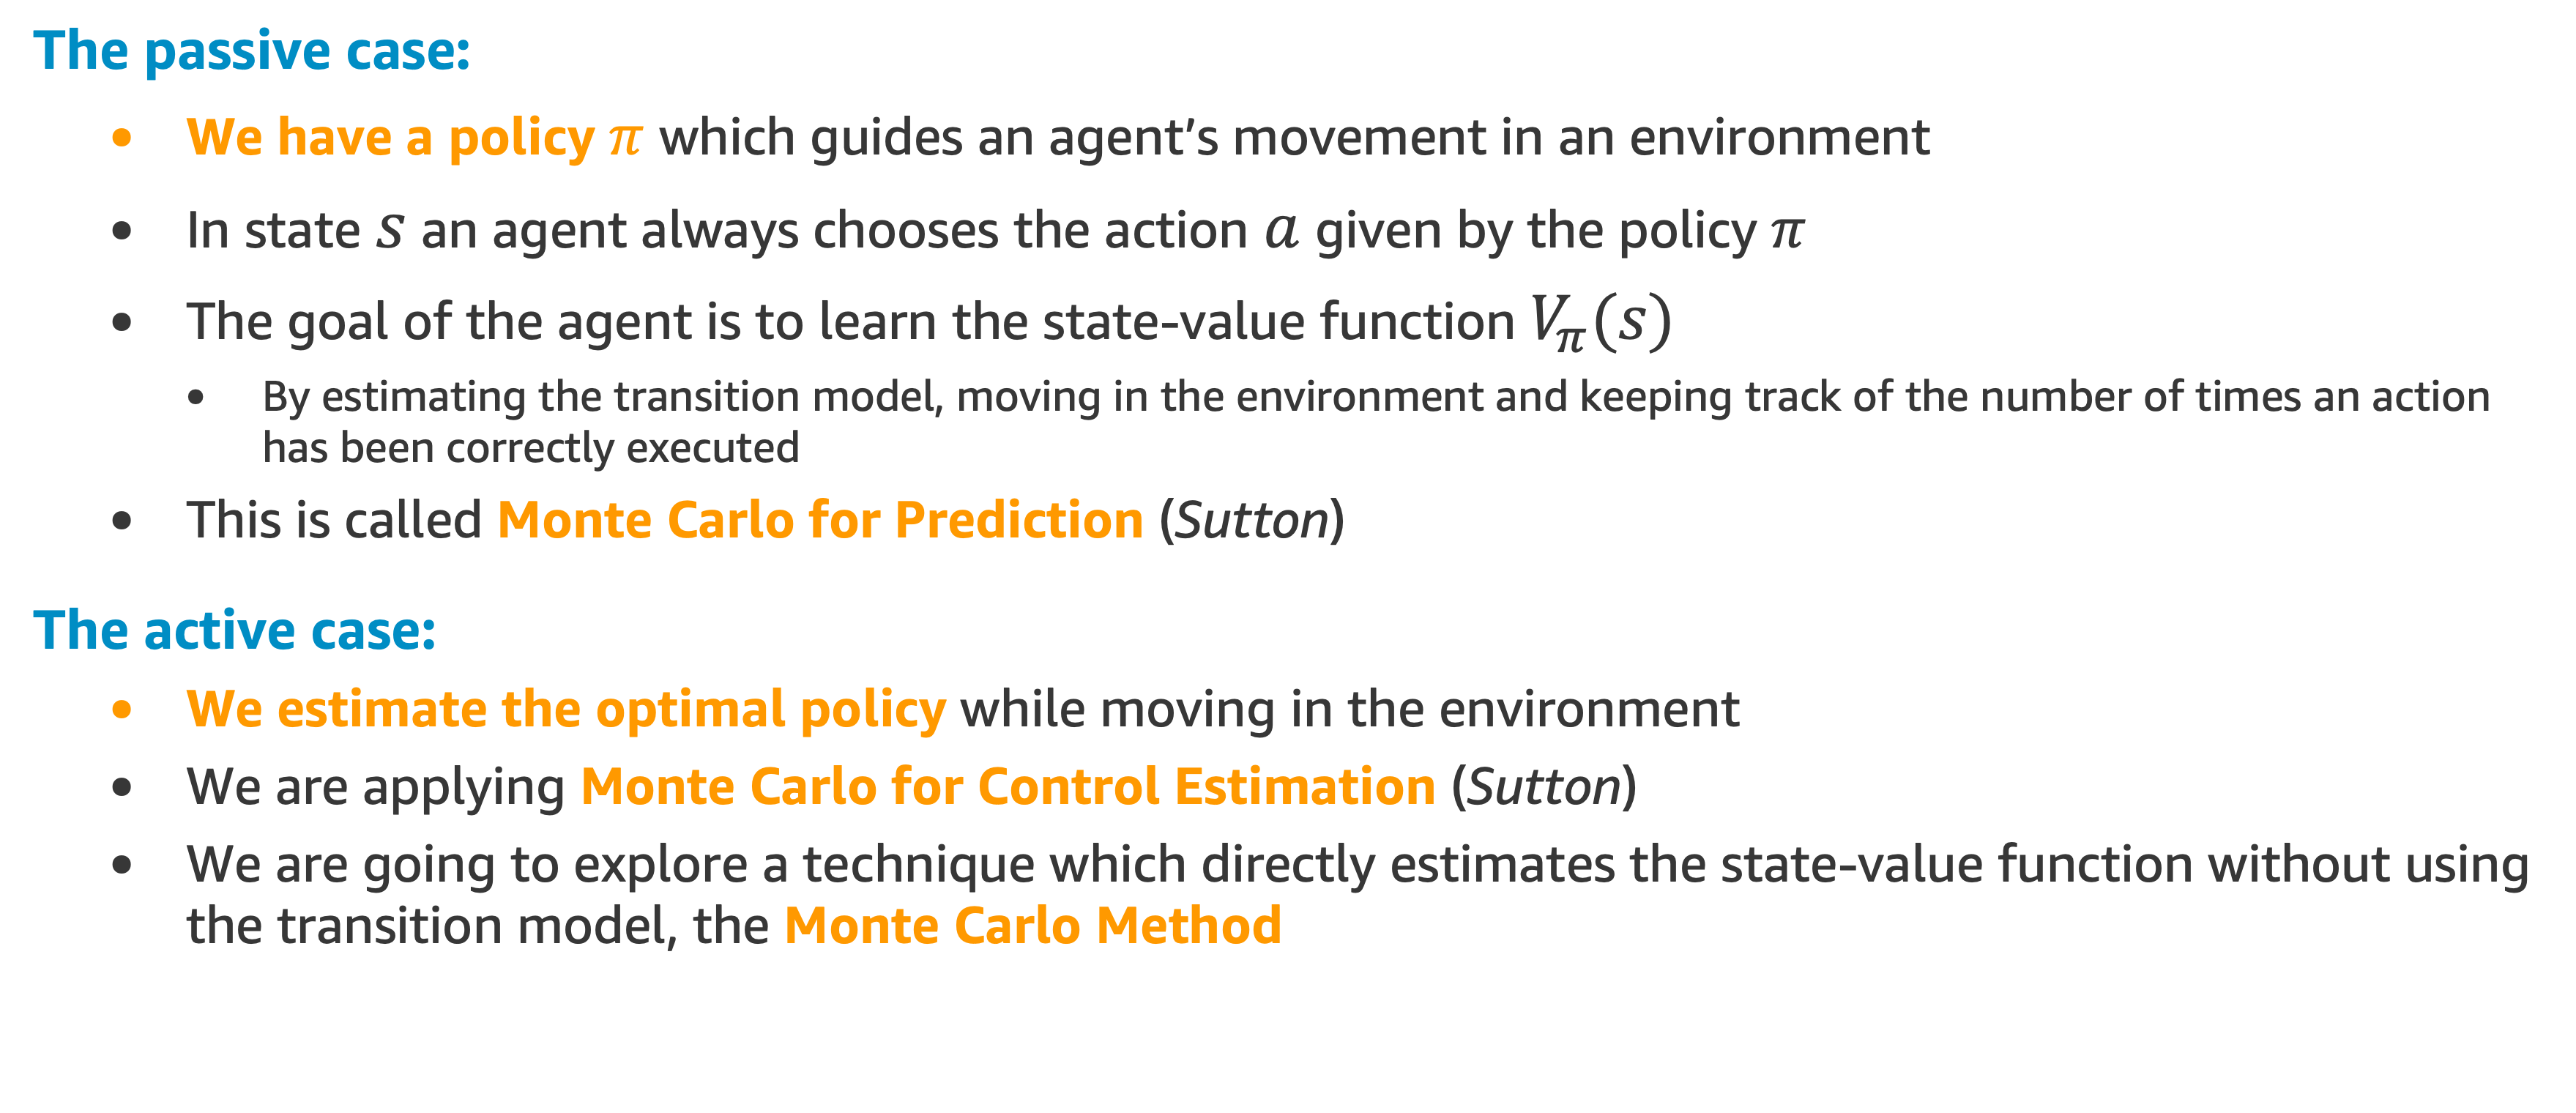 The passive case:
• We have a policy π which guides an agent’s movement in an environment
• In state s an agent always chooses the action a given by the policy π
• The goal of the agent is to learn the state-value function Vπ(s)
• By estimating the transition model, moving in the environment and keeping track of the number of times an action
has been correctly executed
• This is called Monte Carlo for Prediction (Sutton)
The active case:
• We estimate the optimal policy while moving in the environment
• We are applying Monte Carlo for Control Estimation (Sutton)
• We are going to explore a technique which directly estimates the state-value function without using
the transition model, the Monte Carlo Method